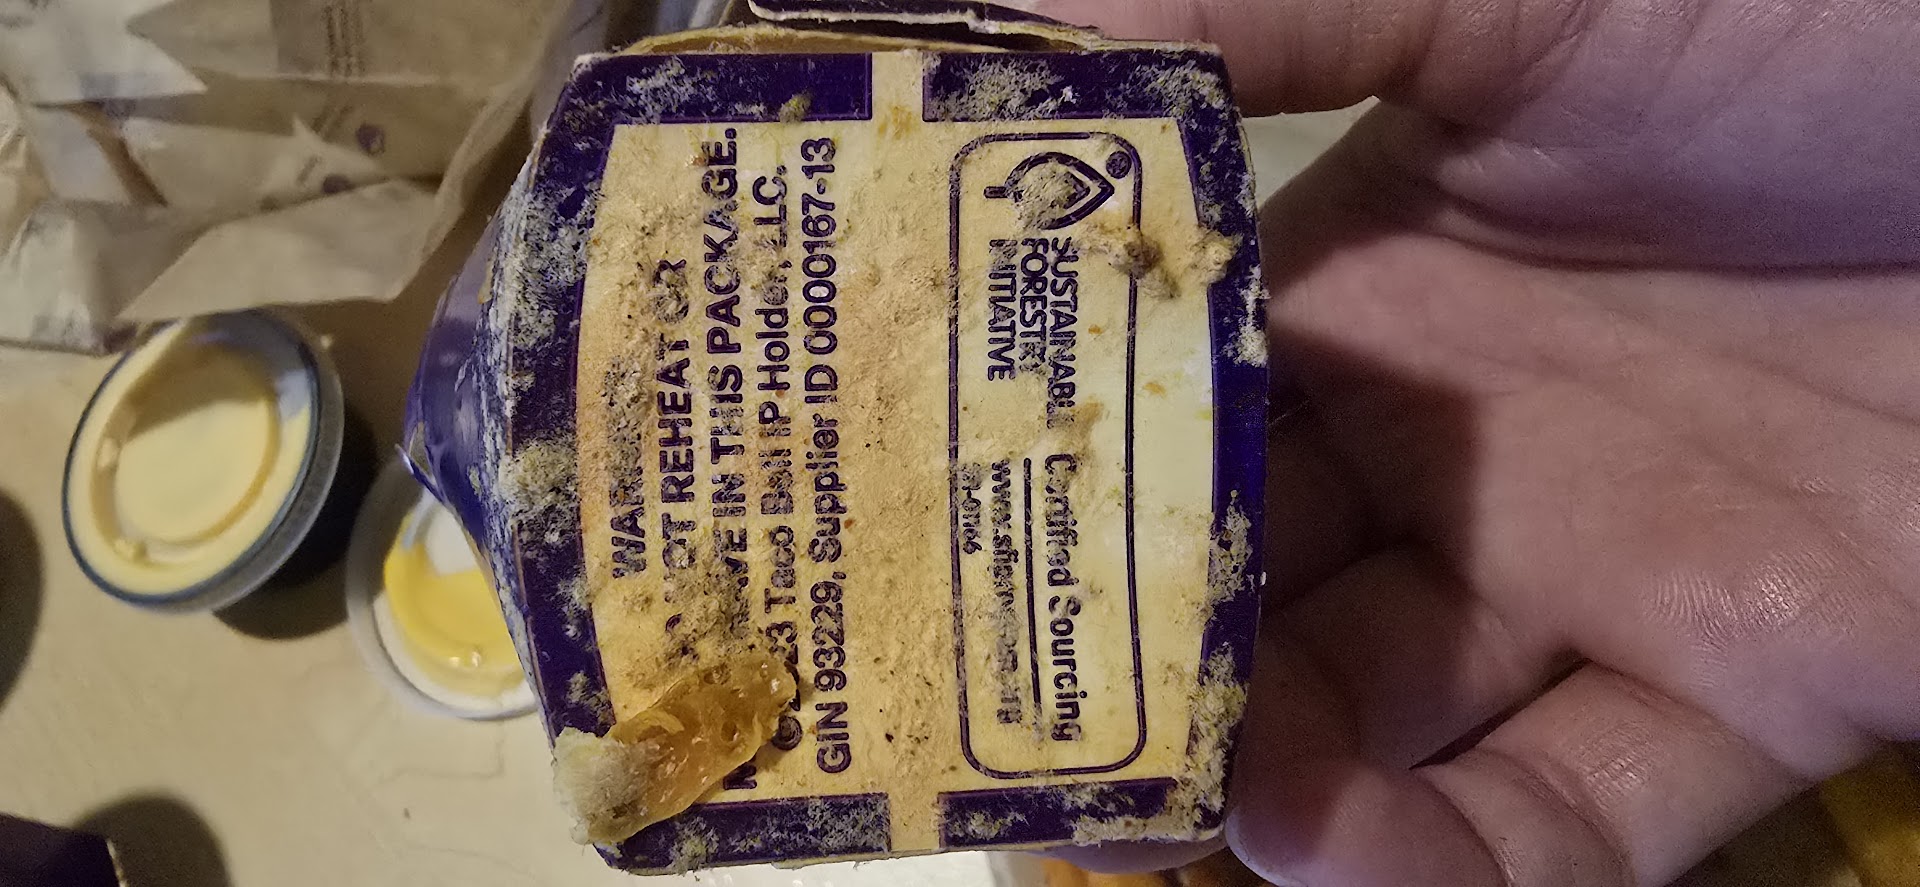 NOT REHEAT OR
IN THIS PACKAGE.
Taco Bell IP Holder, LLC.
GIN 93229, Supplier ID 0000167-13
SUSTAINABLE
FORESTRY
INITIATIVE
Certified Sourcing